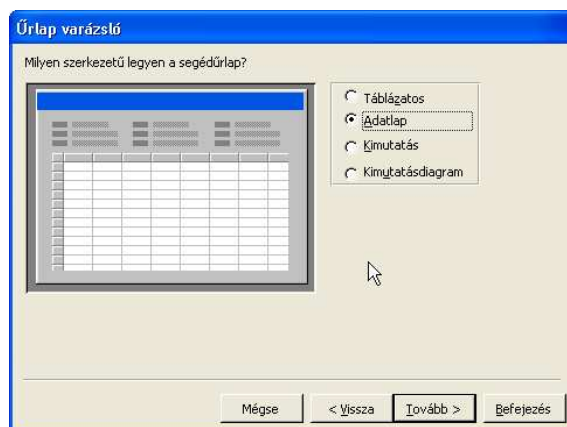 Űrlap varázsló
Milyen szerkezetű legyen a segédűrlap?
Táblázatos
Adatlap
Kimutatás
Kimutatásdiagram
Mégse
< Vissza
Tovább >
Befejezés